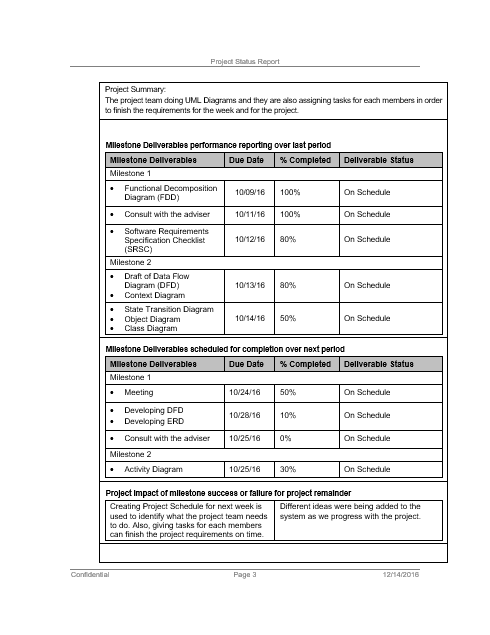 Project Status Report
Project Summary:
The project team doing UML Diagrams and they are also assigning tasks for each members in order
to finish the requirements for the week and for the project.
Milestone Deliverables performance reporting over last period
Milestone Deliverables Due Date % Completed Deliverable Status
Milestone 1
• Functional Decomposition
Diagram (FDD) 10/09/16 100% On Schedule
• Consult with the adviser 10/11/16 100% On Schedule
• Software Requirements
Specification Checklist
(SRSC) 10/12/16 80% On Schedule
Milestone 2
• Draft of Data Flow
Diagram (DFD)
• Context Diagram 10/13/16 80% On Schedule
• State Transition Diagram
• Object Diagram
• Class Diagram 10/14/16 50% On Schedule
Milestone Deliverables scheduled for completion over next period
Milestone Deliverables Due Date % Completed Deliverable Status
Milestone 1
• Meeting 10/24/16 50% On Schedule
• Developing DFD
• Developing ERD 10/28/16 10% On Schedule
• Consult with the adviser 10/25/16 0% On Schedule
Milestone 2
• Activity Diagram 10/25/16 30% On Schedule
Project impact of milestone success or failure for project remainder
Creating Project Schedule for next week is
used to identify what the project team needs
to do. Also, giving tasks for each members
can finish the project requirements on time.
Different ideas were being added to the
system as we progress with the project.
Confidential Page 3 12/14/2016